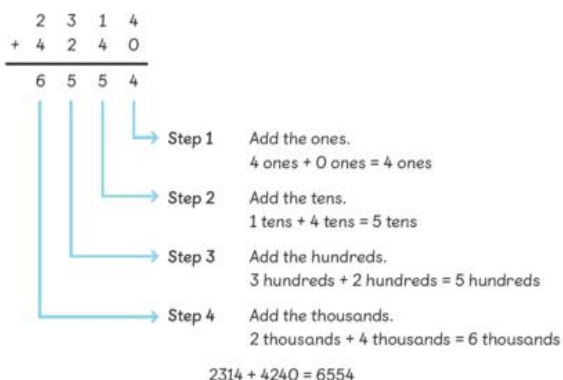 2 3 1 4
+ 4 2 4 0
6 5 5 4
Step 1 Add the ones.
4 ones + 0 ones = 4 ones
Step 2 Add the tens.
1 tens + 4 tens = 5 tens
Step 3 Add the hundreds.
3 hundreds + 2 hundreds = 5 hundreds
Step 4 Add the thousands.
2 thousands + 4 thousands = 6 thousands
2314 + 4240 = 6554